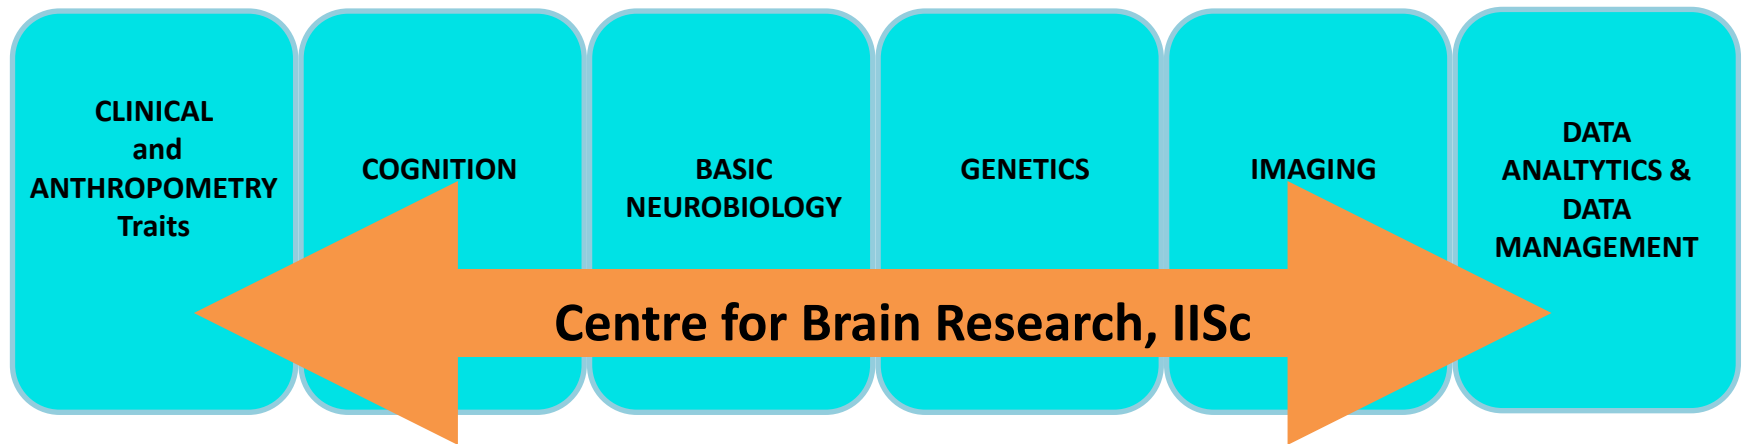 CLINICAL
and
ANTHROPOMETRY
Traits
COGNITION
BASIC
NEUROBIOLOGY
GENETICS
IMAGING
DATA
ANALTYTICS &
DATA
MANAGEMENT
Centre for Brain Research, IISc